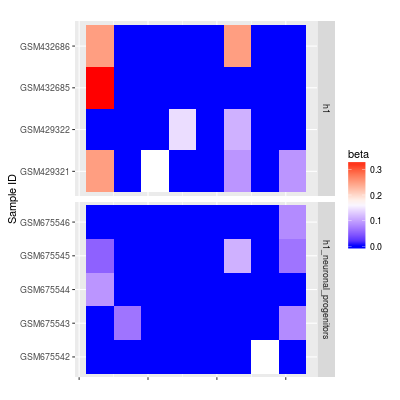 GSM432686
GSM432685
GSM429322
GSM429321
GSM675546
GSM675545
GSM675544
GSM675543
GSM675542
Sample ID
h1
h1_neuronal_progenitors
beta
0.3
0.2
0.1
0.0